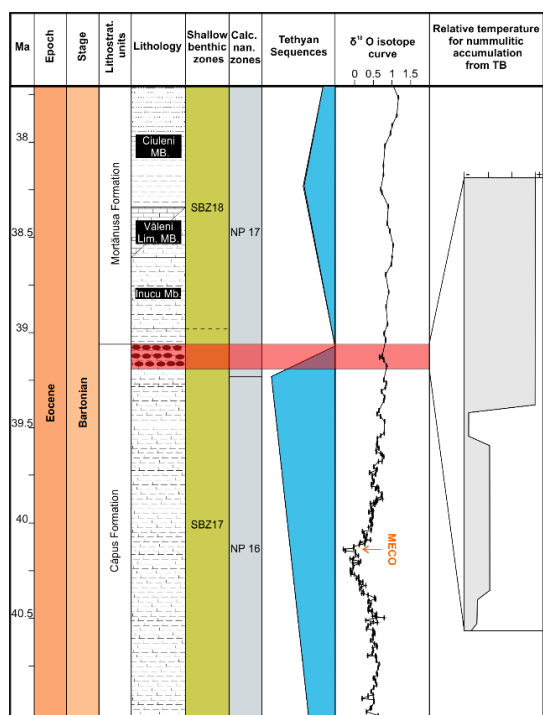 Ma
Epoch
Stage
Lithostrat.
units
Lithology
Shallow
benthic
zones
Calc.
nan.
zones
Tethyan
Sequences
δ¹⁸ O isotope
curve
0 0.5 1 1.5
Relative temperature
for nummulitic
accumulation
from TB
- +
38
38.5
39
39.5
40
40.5
Eocene
Bartonian
Mortănusa Formation
Căpus Formation
Ciuleni
MB.
Văleni
Lim. MB.
Inucu Mb.
SBZ18
SBZ17
NP 17
NP 16
MECO